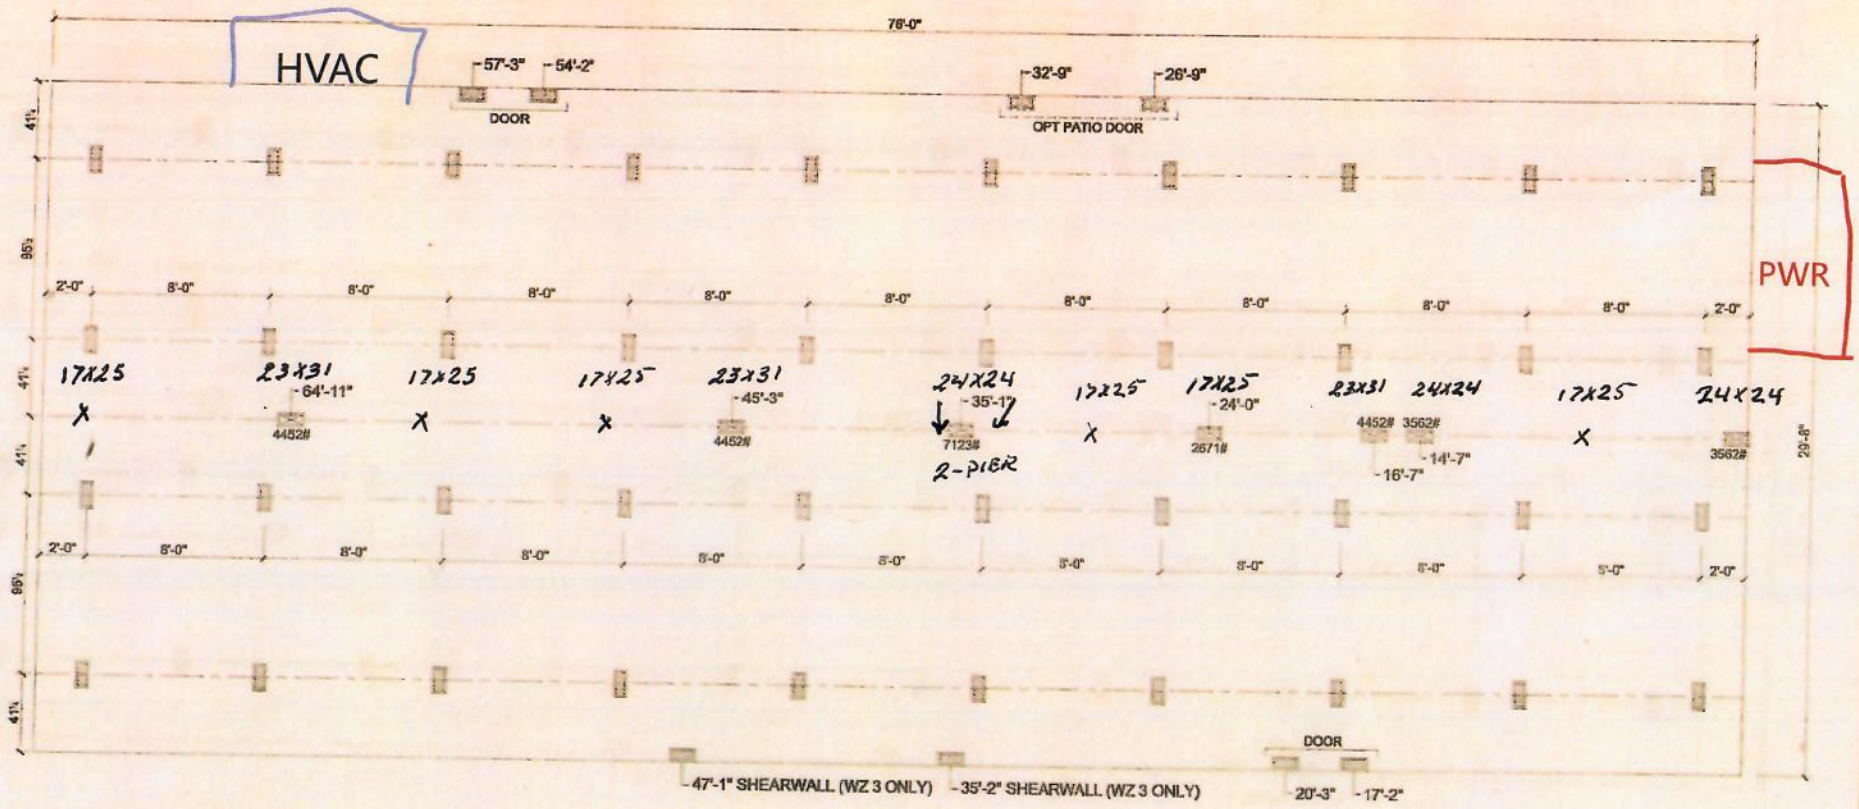 76'-0"
HVAC
57'-3" 54'-2"
32'-9" 26'-9"
DOOR
OPT PATIO DOOR
41¼
95½
PWR
2'-0" 8'-0" 8'-0" 8'-0" 8'-0" 8'-0" 8'-0" 8'-0" 8'-0" 8'-0" 2'-0"
17X25 23X31 17X25 17X25 23X31 24X24 17X25 17X25 23X31 24X24 17X25 24X24
41¼
64'-11" 45'-3" 35'-1" 24'-0"
X X X X X
4452# 4452# 7123# 2671# 4452# 3562# 3562#
41¼
2-PIER
16'-7" 14'-7"
29'-8"
2'-0" 8'-0" 8'-0" 8'-0" 8'-0" 8'-0" 8'-0" 8'-0" 8'-0" 8'-0" 2'-0"
95½
41¼
DOOR
47'-1" SHEARWALL (WZ 3 ONLY) 35'-2" SHEARWALL (WZ 3 ONLY)
20'-3" 17'-2"